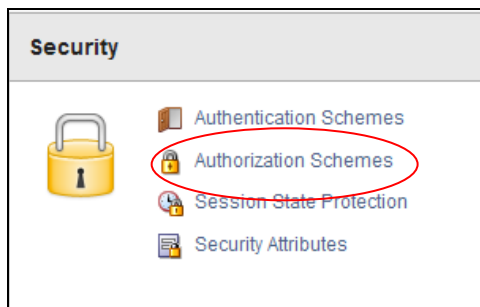 Security
Authentication Schemes
Authorization Schemes
Session State Protection
Security Attributes